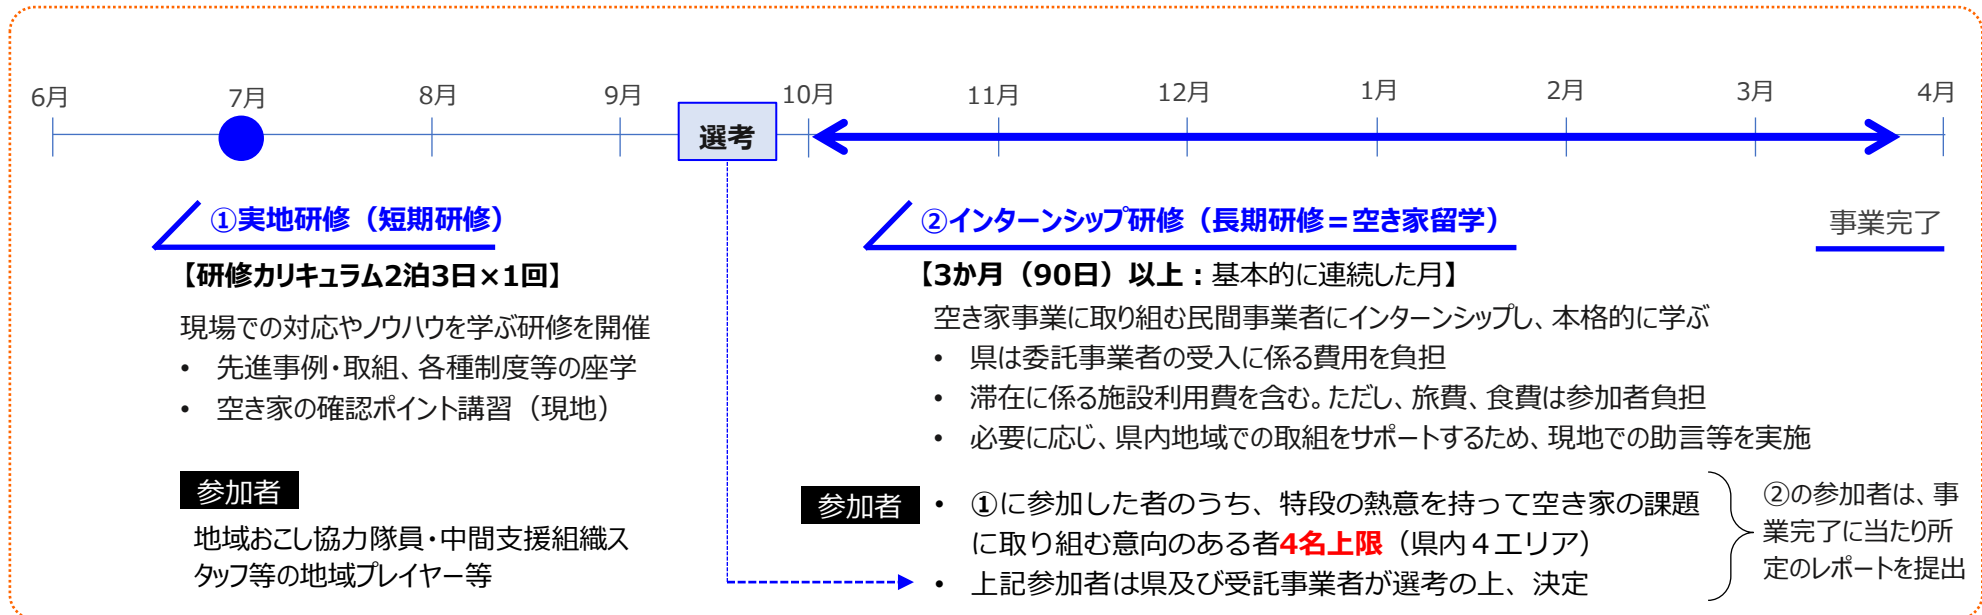 6月
7月
8月
9月
10月
11月
12月
1月
2月
3月
4月
選考
①実地研修（短期研修）
【研修カリキュラム2泊3日×1回】
現場での対応やノウハウを学ぶ研修を開催
• 先進事例・取組、各種制度等の座学
• 空き家の確認ポイント講習（現地）
参加者
地域おこし協力隊員・中間支援組織ス
タッフ等の地域プレイヤー等
②インターンシップ研修（長期研修＝空き家留学）
【3か月（90日）以上：基本的に連続した月】
空き家事業に取り組む民間事業者にインターンシップし、本格的に学ぶ
• 県は委託事業者の受入に係る費用を負担
• 滞在に係る施設利用費を含む。ただし、旅費、食費は参加者負担
• 必要に応じ、県内地域での取組をサポートするため、現地での助言等を実施
参加者
• ①に参加した者のうち、特段の熱意を持って空き家の課題
に取り組む意向のある者4名上限（県内４エリア）
• 上記参加者は県及び受託事業者が選考の上、決定
事業完了
②の参加者は、事
業完了に当たり所
定のレポートを提出